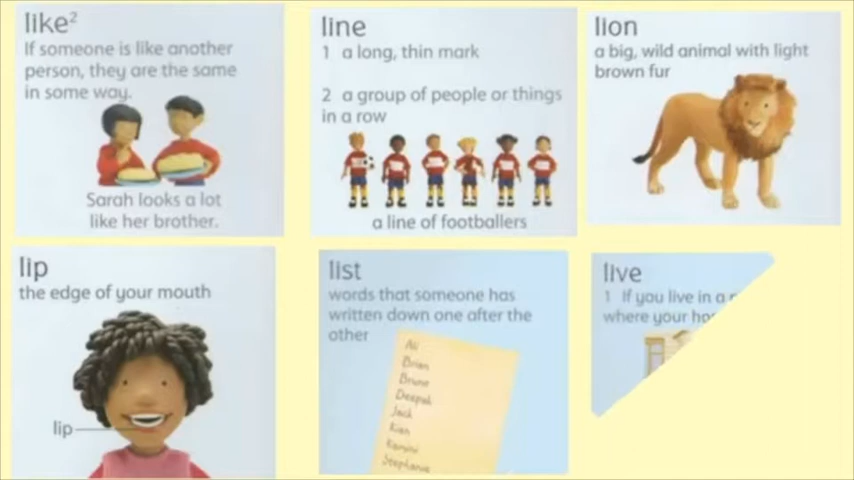 like²
If someone is like another
person, they are the same
in some way.
Sarah looks a lot
like her brother.
line
1 a long, thin mark
2 a group of people or things
in a row
a line of footballers
lion
a big, wild animal with light
brown fur
lip
the edge of your mouth
lip
list
words that someone has
written down one after the
other
Ali
Brian
Bruno
Deepak
Jack
Kian
Kamini
Stephanie
live
1 If you live in a
where your